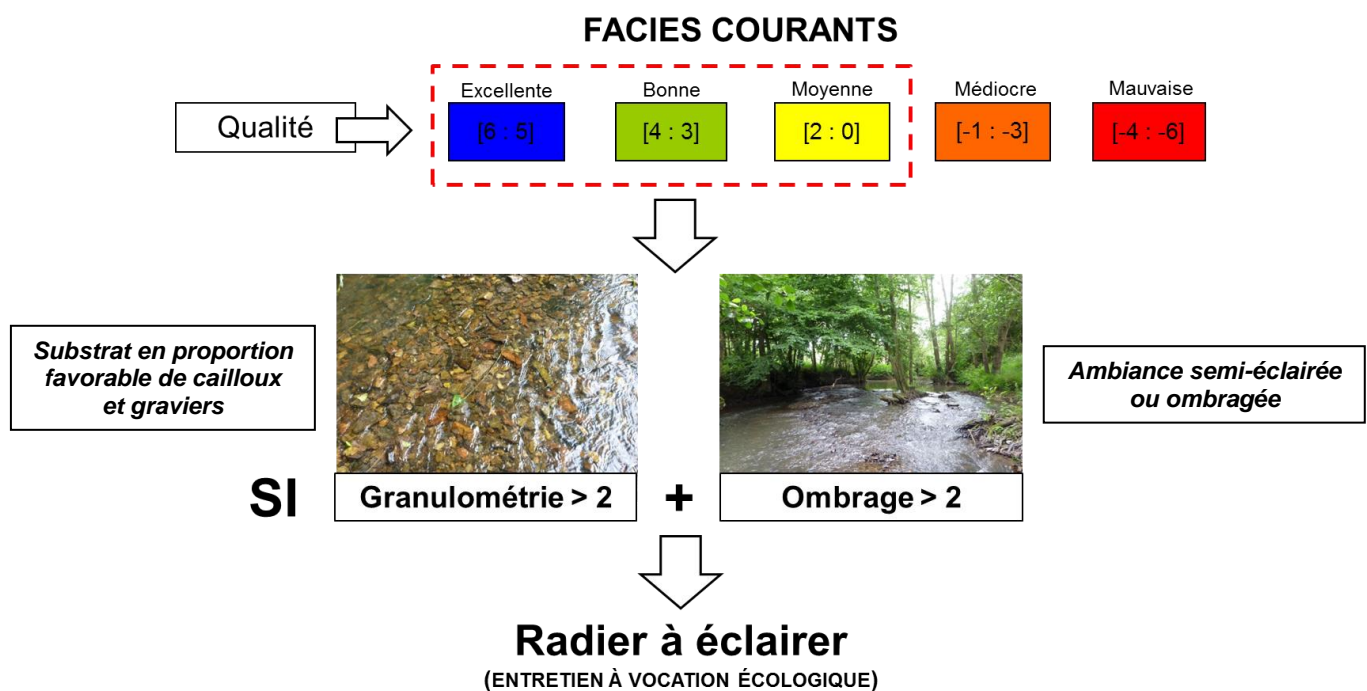 FACIES COURANTS
Excellente
Bonne
Moyenne
Médiocre
Mauvaise
Qualité
[6 : 5]
[4 : 3]
[2 : 0]
[-1 : -3]
[-4 : -6]
Substrat en proportion
favorable de cailloux
et graviers
Ambiance semi-éclairée
ou ombragée
SI
Granulométrie > 2
+
Ombrage > 2
Radier à éclairer
(ENTRETIEN À VOCATION ÉCOLOGIQUE)